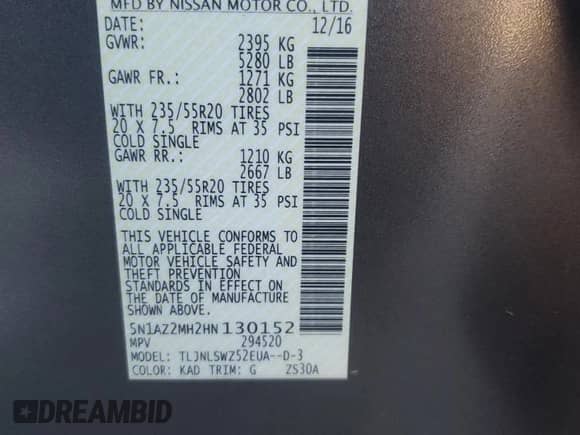 MFD BY NISSAN MOTOR CO., LTD.
DATE: 12/16
GVWR: 2395 KG
5280 LB
GAWR FR.: 1271 KG
2802 LB
WITH 235/55R20 TIRES
20 X 7.5 RIMS AT 35 PSI
COLD SINGLE
GAWR RR.: 1210 KG
2667 LB
WITH 235/55R20 TIRES
20 X 7.5 RIMS AT 35 PSI
COLD SINGLE
THIS VEHICLE CONFORMS TO
ALL APPLICABLE FEDERAL
MOTOR VEHICLE SAFETY AND
THEFT PREVENTION
STANDARDS IN EFFECT ON
THE DATE OF MANUFACTURE
SHOWN ABOVE.
5N1AZ2MH2HN 130152
MPV 294520
MODEL: TLJNLSWZ52EUA--D-3
COLOR: KAD TRIM: G ZS30A
DREAMBID